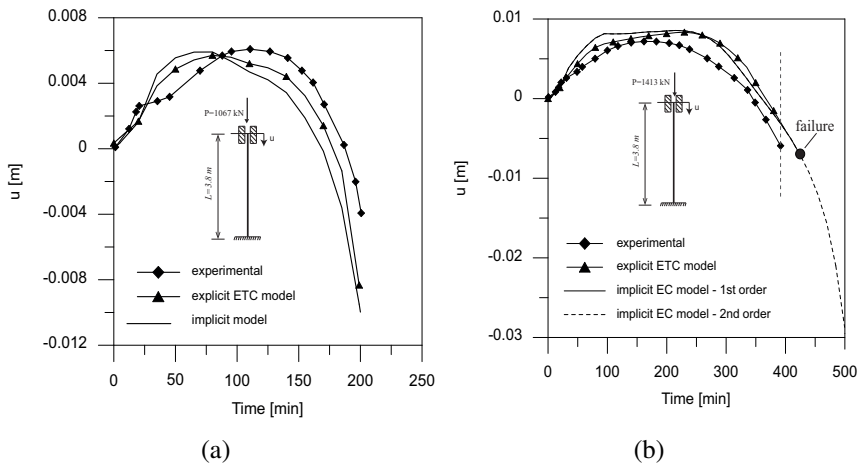 (a)
u [m]
0.008
0.004
0
-0.004
-0.008
-0.012
P=1067 kN
u
L=3.8 m
experimental
explicit ETC model
implicit model
0 50 100 150 200 250
Time [min]
(b)
u [m]
0.01
0
-0.01
-0.02
-0.03
P=1413 kN
u
L=3.8 m
failure
experimental
explicit ETC model
implicit EC model - 1st order
implicit EC model - 2nd order
0 100 200 300 400 500
Time [min]